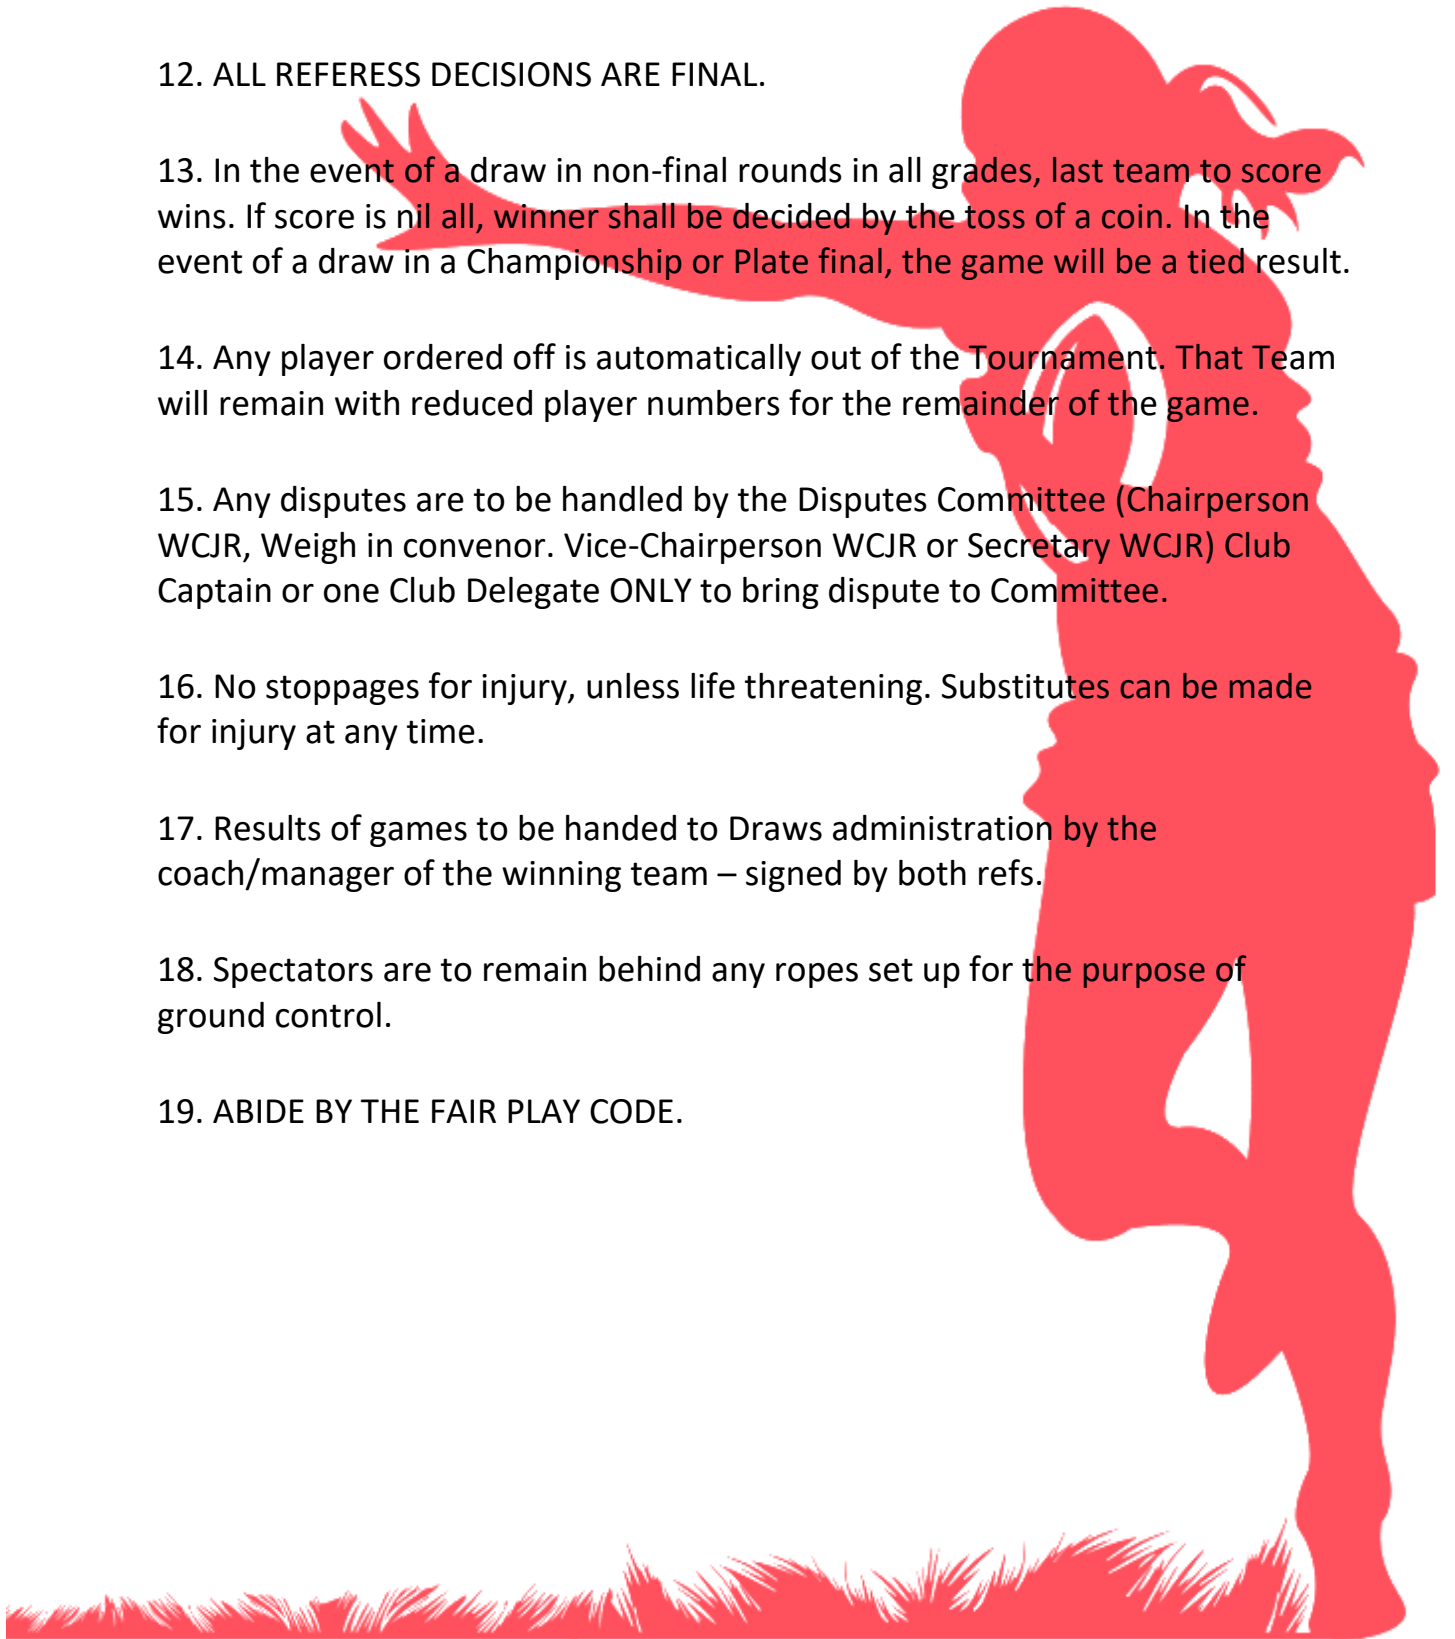 12. ALL REFERESS DECISIONS ARE FINAL.
13. In the event of a draw in non-final rounds in all grades, last team to score
wins. If score is nil all, winner shall be decided by the toss of a coin. In the
event of a draw in a Championship or Plate final, the game will be a tied result.
14. Any player ordered off is automatically out of the Tournament. That Team
will remain with reduced player numbers for the remainder of the game.
15. Any disputes are to be handled by the Disputes Committee (Chairperson
WCJR, Weigh in convenor. Vice-Chairperson WCJR or Secretary WCJR) Club
Captain or one Club Delegate ONLY to bring dispute to Committee.
16. No stoppages for injury, unless life threatening. Substitutes can be made
for injury at any time.
17. Results of games to be handed to Draws administration by the
coach/manager of the winning team – signed by both refs.
18. Spectators are to remain behind any ropes set up for the purpose of
ground control.
19. ABIDE BY THE FAIR PLAY CODE.